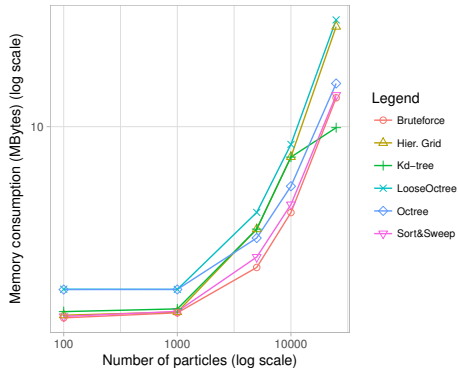 Memory consumption (MBytes) (log scale)
10
100
1000
10000
Number of particles (log scale)
Legend
Bruteforce
Hier. Grid
Kd−tree
LooseOctree
Octree
Sort&Sweep